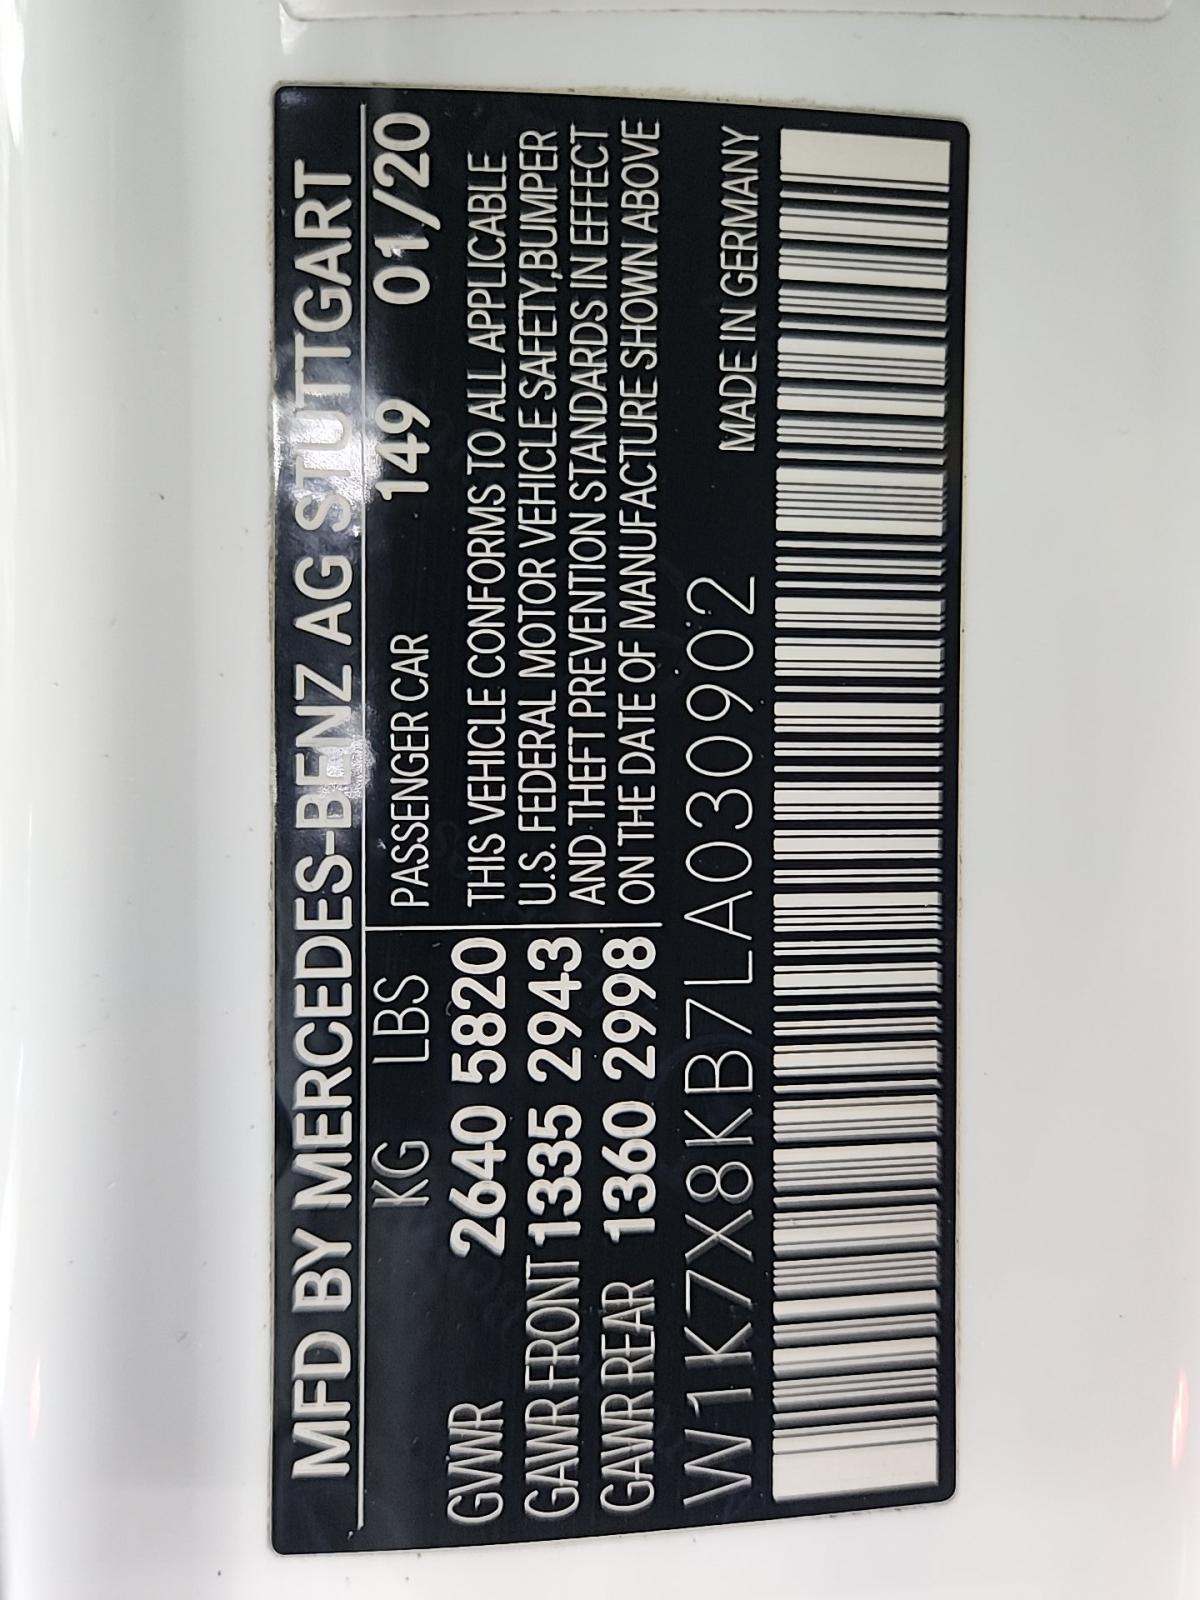 MFD BY MERCEDES-BENZ AG STUTTGART
KG LBS PASSENGER CAR 149 01/20
GVWR 2640 5820
GAWR FRONT 1335 2943
GAWR REAR 1360 2998
THIS VEHICLE CONFORMS TO ALL APPLICABLE
U.S. FEDERAL MOTOR VEHICLE SAFETY,BUMPER
AND THEFT PREVENTION STANDARDS IN EFFECT
ON THE DATE OF MANUFACTURE SHOWN ABOVE
W1K7X8KB7LA030902 MADE IN GERMANY